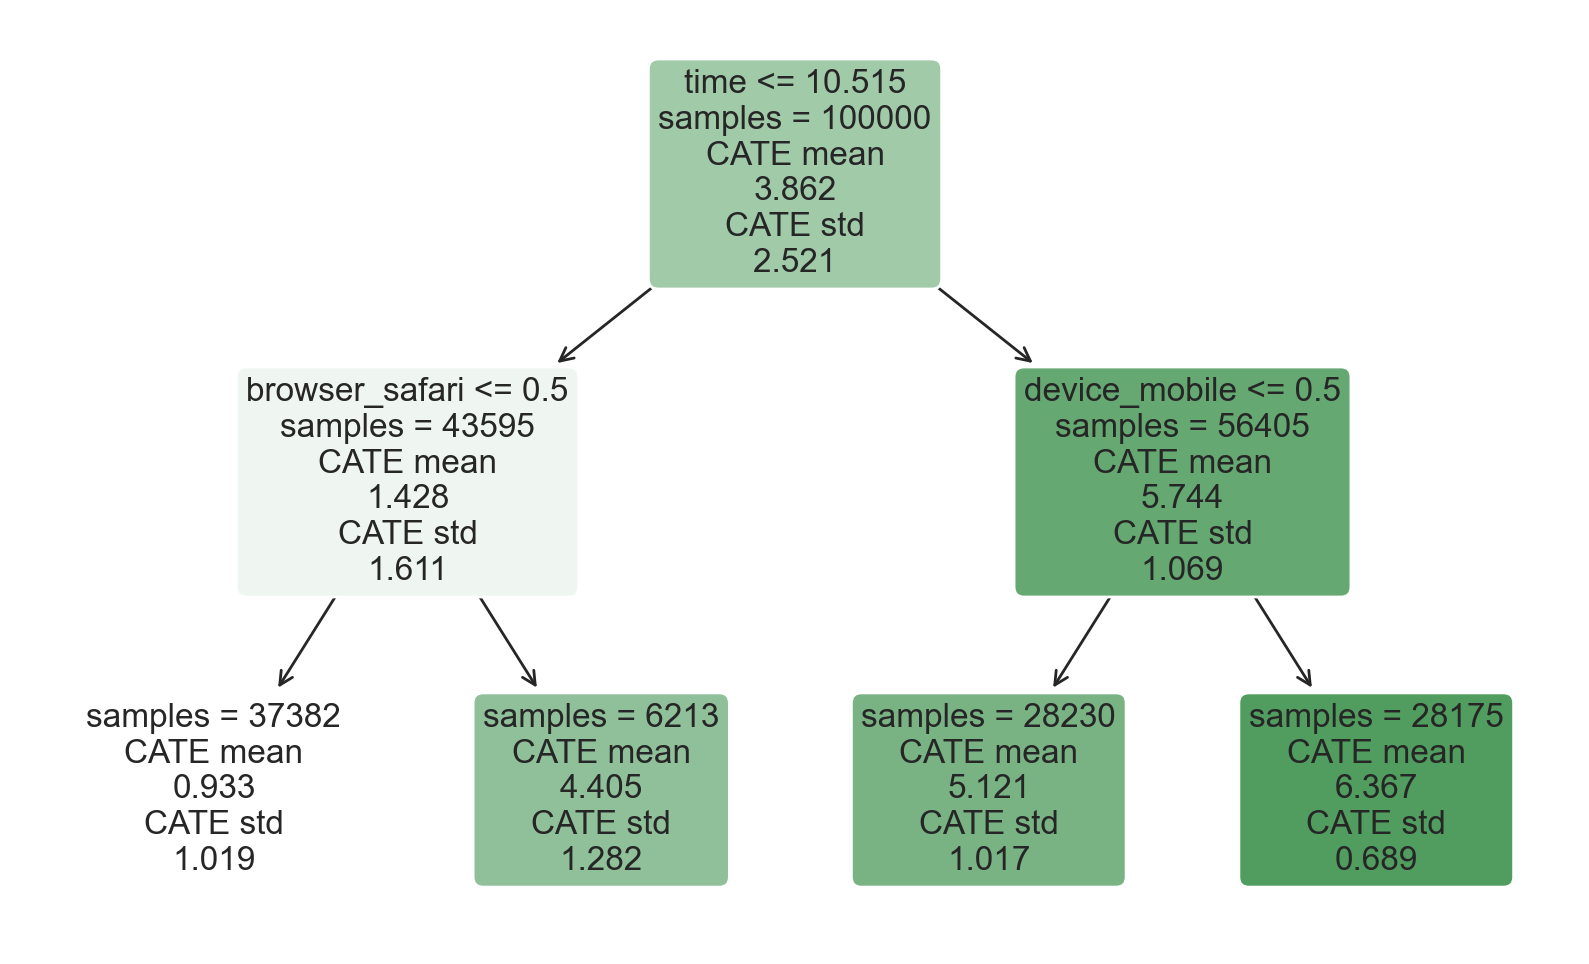 time <= 10.515
samples = 100000
CATE mean
3.862
CATE std
2.521
browser_safari <= 0.5
samples = 43595
CATE mean
1.428
CATE std
1.611
device_mobile <= 0.5
samples = 56405
CATE mean
5.744
CATE std
1.069
samples = 37382
CATE mean
0.933
CATE std
1.019
samples = 6213
CATE mean
4.405
CATE std
1.282
samples = 28230
CATE mean
5.121
CATE std
1.017
samples = 28175
CATE mean
6.367
CATE std
0.689